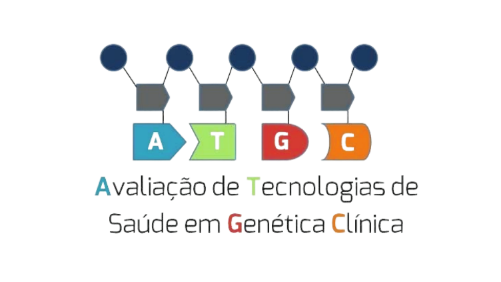 A T G C
Avaliação de Tecnologias de
Saúde em Genética Clínica